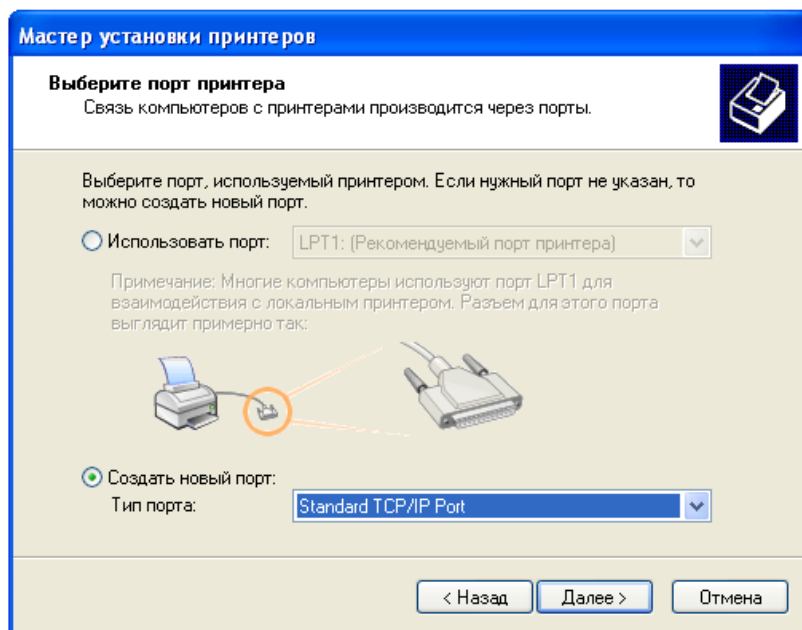 Мастер установки принтеров
Выберите порт принтера
Связь компьютеров с принтерами производится через порты.
Выберите порт, используемый принтером. Если нужный порт не указан, то
можно создать новый порт.
Использовать порт: LPT1: (Рекомендуемый порт принтера)
Примечание: Многие компьютеры используют порт LPT1 для
взаимодействия с локальным принтером. Разъем для этого порта
выглядит примерно так:
Создать новый порт:
Тип порта: Standard TCP/IP Port
< Назад Далее > Отмена